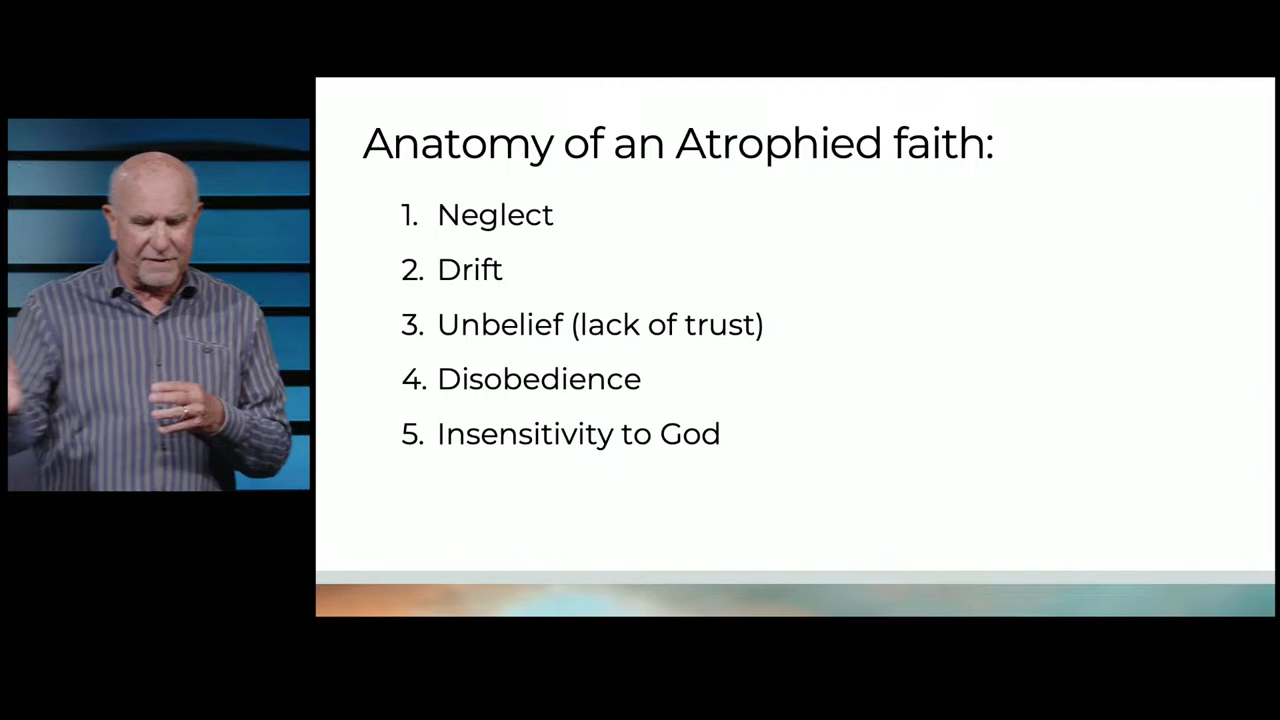 Anatomy of an Atrophied faith:
1. Neglect
2. Drift
3. Unbelief (lack of trust)
4. Disobedience
5. Insensitivity to God